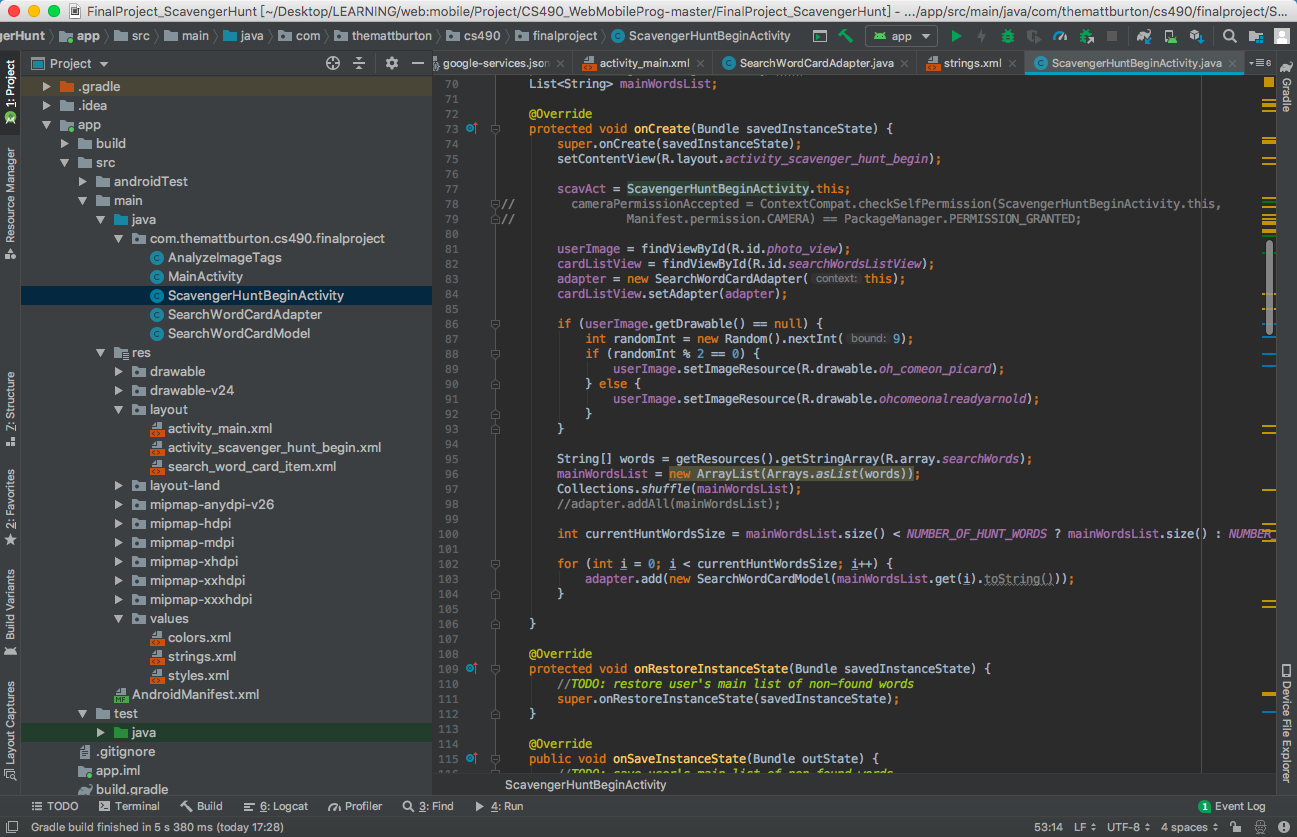 FinalProject_ScavengerHunt [~/Desktop/LEARNING/web:mobile/Project/CS490_WebMobileProg-master/FinalProject_ScavengerHunt] - .../app/src/main/java/com/themattburton/cs490/finalproject/S...
gerHunt app src main java com themattburton cs490 finalproject ScavengerHuntBeginActivity app
Project
google-services.json activity_main.xml SearchWordCardAdapter.java strings.xml ScavengerHuntBeginActivity.java 6
1: Project
Resource Manager
Z: Structure
2: Favorites
Build Variants
Layout Captures
.gradle
.idea
app
build
src
androidTest
main
java
com.themattburton.cs490.finalproject
AnalyzeImageTags
MainActivity
ScavengerHuntBeginActivity
SearchWordCardAdapter
SearchWordCardModel
res
drawable
drawable-v24
layout
activity_main.xml
activity_scavenger_hunt_begin.xml
search_word_card_item.xml
layout-land
mipmap-anydpi-v26
mipmap-hdpi
mipmap-mdpi
mipmap-xhdpi
mipmap-xxhdpi
mipmap-xxxhdpi
values
colors.xml
strings.xml
styles.xml
AndroidManifest.xml
test
java
.gitignore
app.iml
build.gradle
70 List<String> mainWordsList;
71
72 @Override
73 protected void onCreate(Bundle savedInstanceState) {
74 super.onCreate(savedInstanceState);
75 setContentView(R.layout.activity_scavenger_hunt_begin);
76
77 scavAct = ScavengerHuntBeginActivity.this;
78 // cameraPermissionAccepted = ContextCompat.checkSelfPermission(ScavengerHuntBeginActivity.this,
79 // Manifest.permission.CAMERA) == PackageManager.PERMISSION_GRANTED;
80
81 userImage = findViewById(R.id.photo_view);
82 cardListView = findViewById(R.id.searchWordsListView);
83 adapter = new SearchWordCardAdapter( context: this);
84 cardListView.setAdapter(adapter);
85
86 if (userImage.getDrawable() == null) {
87 int randomInt = new Random().nextInt( bound: 9);
88 if (randomInt % 2 == 0) {
89 userImage.setImageResource(R.drawable.oh_comeon_picard);
90 } else {
91 userImage.setImageResource(R.drawable.ohcomeonalreadyarnold);
92 }
93 }
94
95 String[] words = getResources().getStringArray(R.array.searchWords);
96 mainWordsList = new ArrayList(Arrays.asList(words));
97 Collections.shuffle(mainWordsList);
98 //adapter.addAll(mainWordsList);
99
100 int currentHuntWordsSize = mainWordsList.size() < NUMBER_OF_HUNT_WORDS ? mainWordsList.size() : NUMBER_
101
102 for (int i = 0; i < currentHuntWordsSize; i++) {
103 adapter.add(new SearchWordCardModel(mainWordsList.get(i).toString()));
104 }
105
106 }
107
108 @Override
109 protected void onRestoreInstanceState(Bundle savedInstanceState) {
110 //TODO: restore user's main list of non-found words
111 super.onRestoreInstanceState(savedInstanceState);
112 }
113
114 @Override
115 public void onSaveInstanceState(Bundle outState) {
116 //TODO: save user's main list of non-found words
ScavengerHuntBeginActivity
Gradle
Device File Explorer
TODO Terminal Build 6: Logcat Profiler 3: Find 4: Run 1 Event Log
Gradle build finished in 5 s 380 ms (today 17:28) 53:14 LF UTF-8 4 spaces